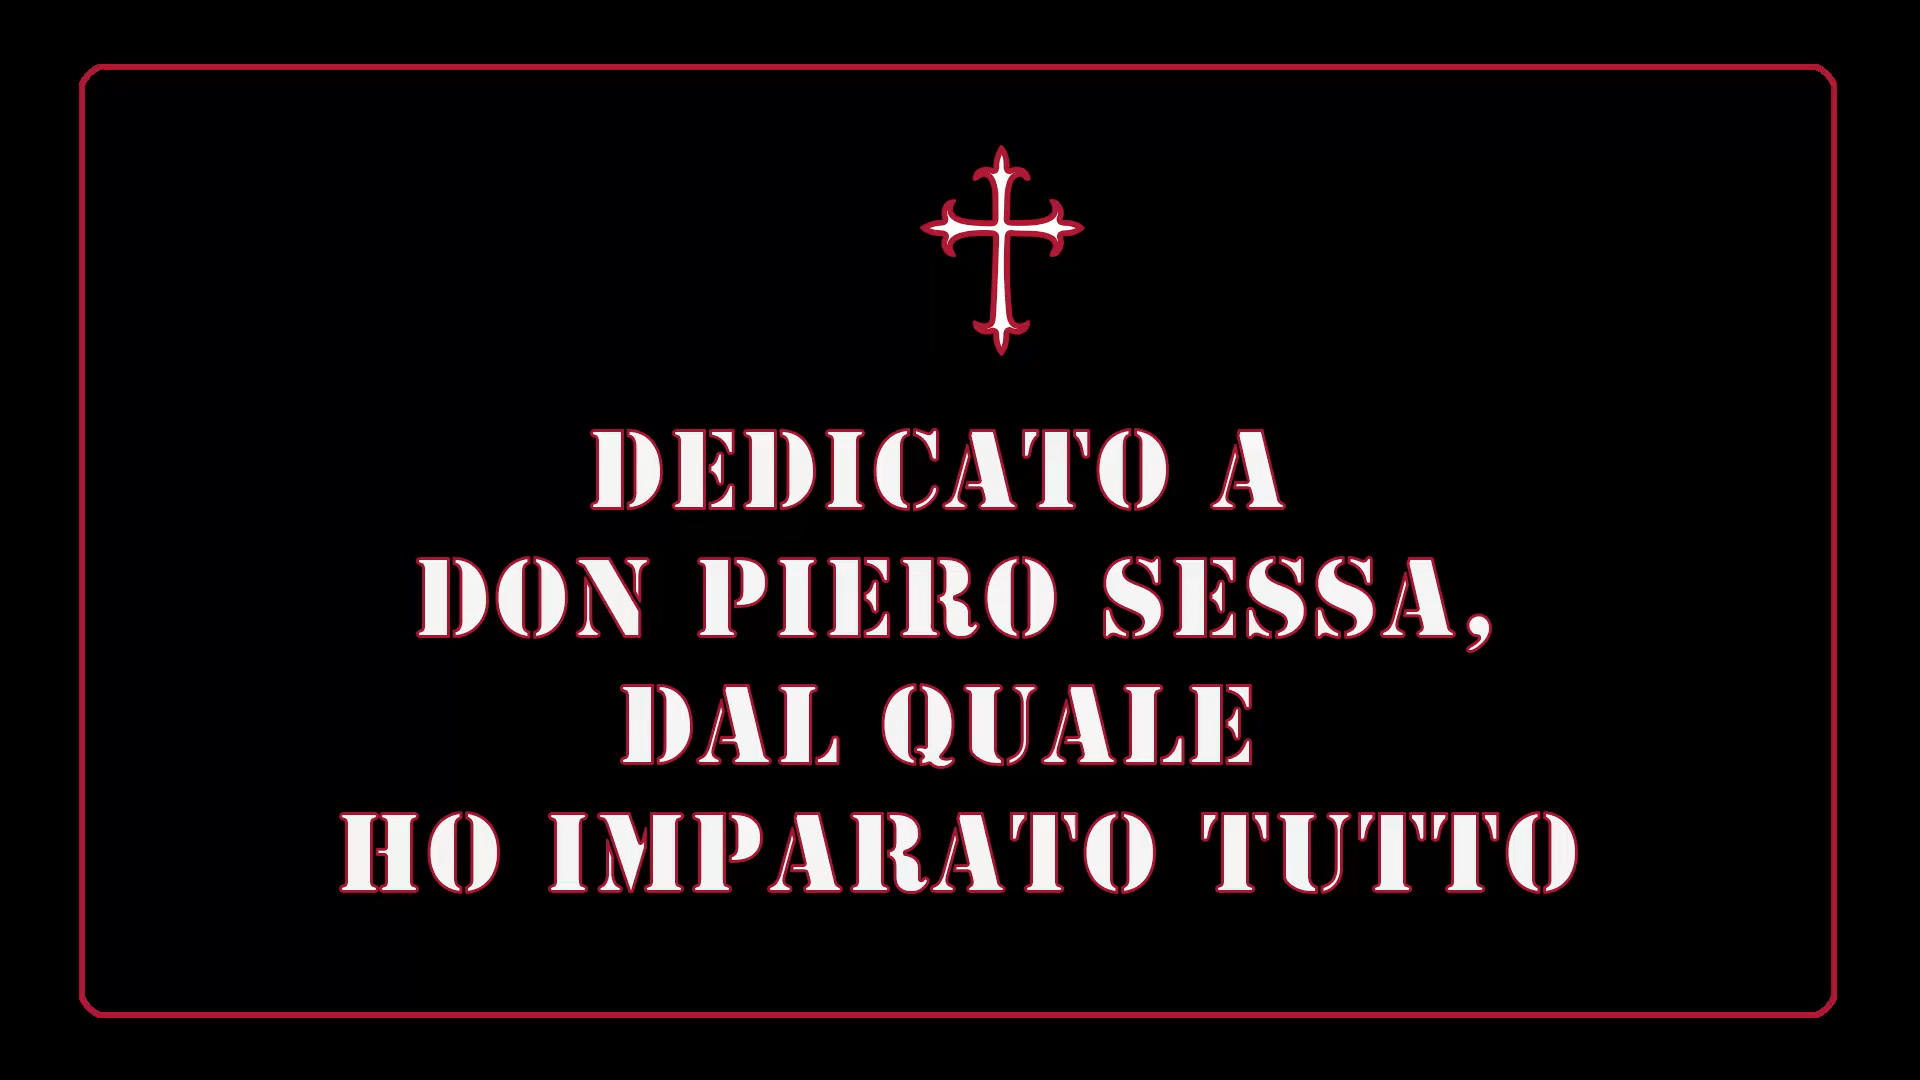 DEDICATO A
DON PIERO SESSA,
DAL QUALE
HO IMPARATO TUTTO